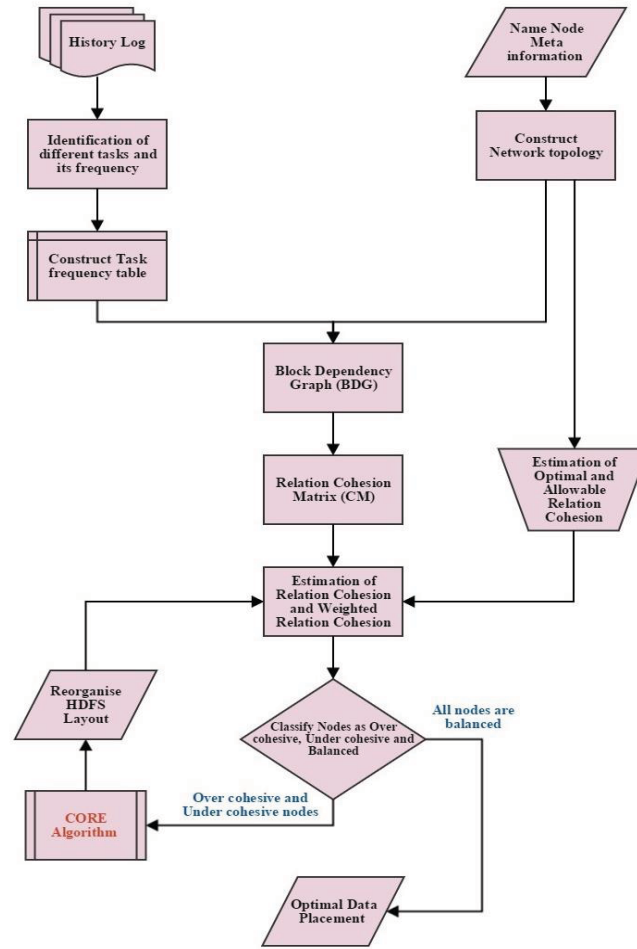 History Log
Name Node
Meta
information
Identification of
different tasks and
its frequency
Construct
Network topology
Construct Task
frequency table
Block Dependency
Graph (BDG)
Relation Cohesion
Matrix (CM)
Estimation of
Optimal and
Allowable
Relation
Cohesion
Estimation of
Relation Cohesion
and Weighted
Relation Cohesion
Reorganise
HDFS
Layout
Classify Nodes as Over
cohesive, Under cohesive and
Balanced
All nodes are
balanced
Over cohesive and
Under cohesive nodes
CORE
Algorithm
Optimal Data
Placement